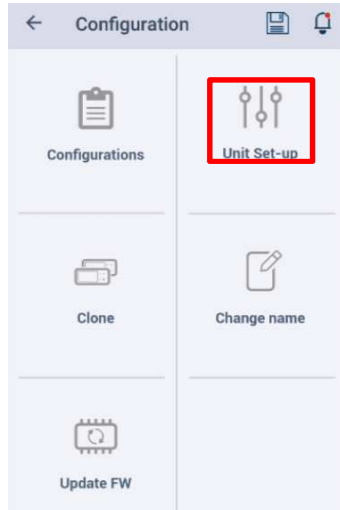 Configuration
Configurations
Unit Set-up
Clone
Change name
Update FW